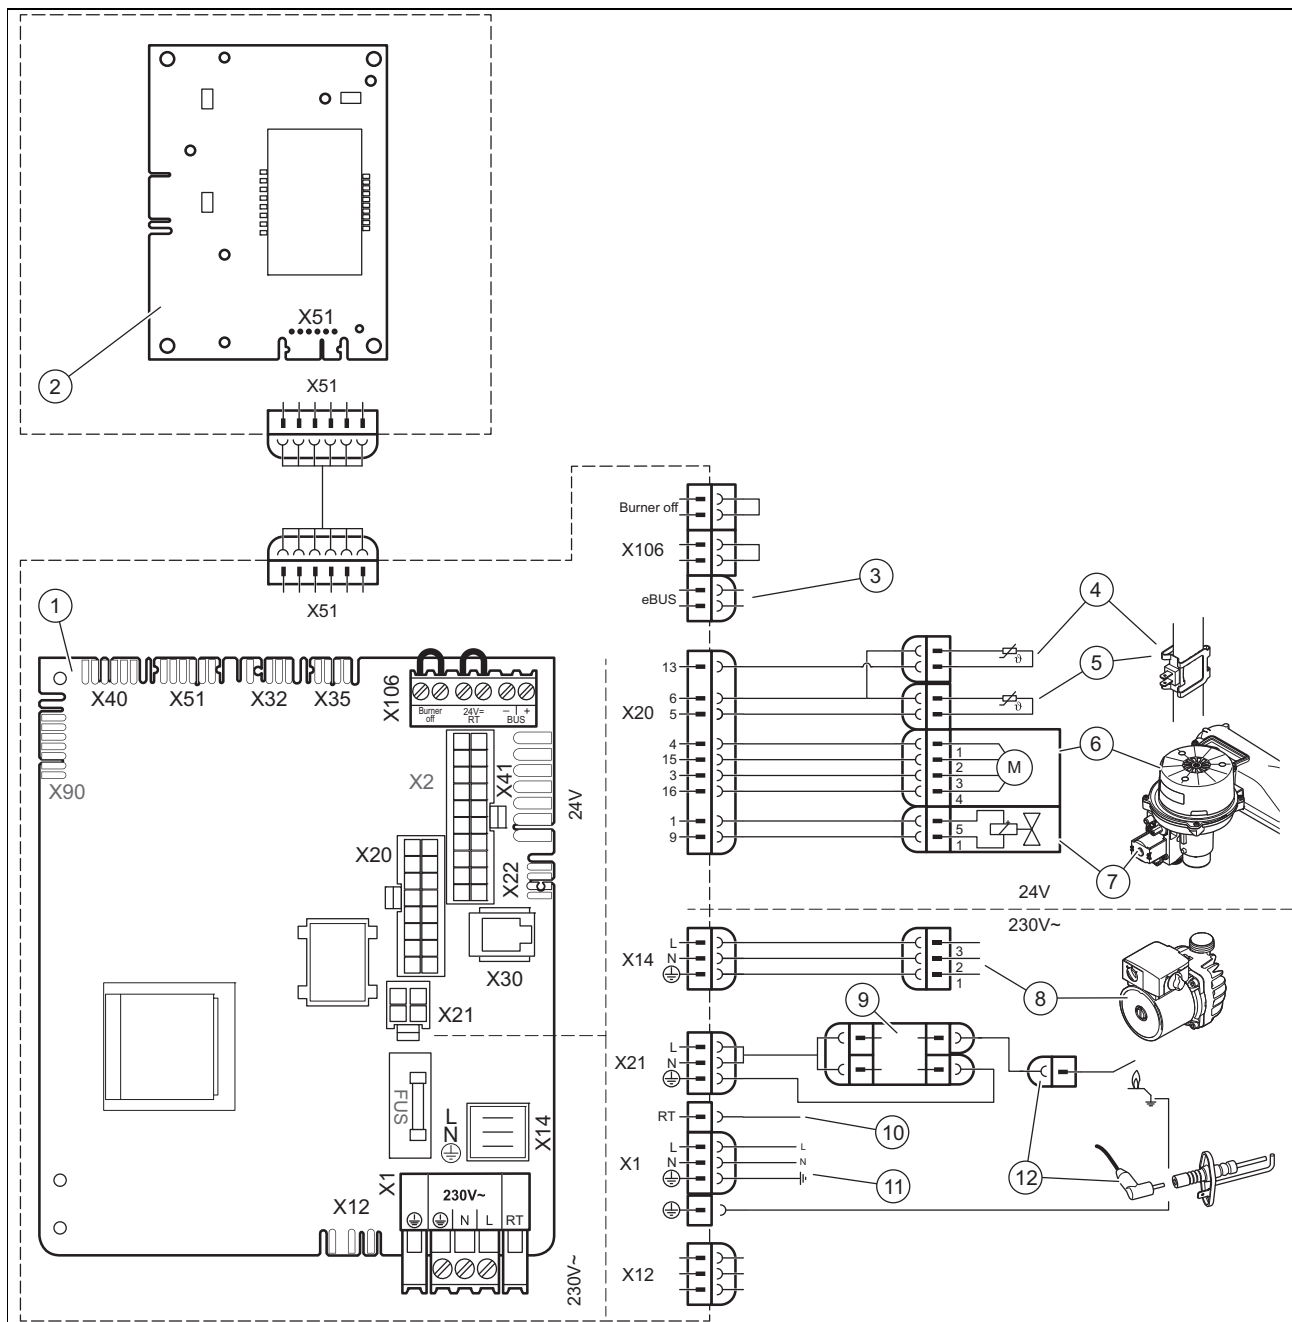 X51
2
X51
X51
1
Burner off
X106
eBUS
3
X40
X51
X32
X35
X106
Burner off
24V= RT
– | + BUS
X90
X2
X41
24V
X20
X22
X30
X21
FUS
L
N
X14
X1
230V~
N
L
RT
X12
230V~
13
6
X20
5
4
15
3
16
1
9
1
2
3
4
5
1
M
ϑ
ϑ
4
5
6
7
24V
230V~
X14
L
N
3
2
1
8
9
X21
L
N
RT
10
X1
L
N
L
N
11
12
X12